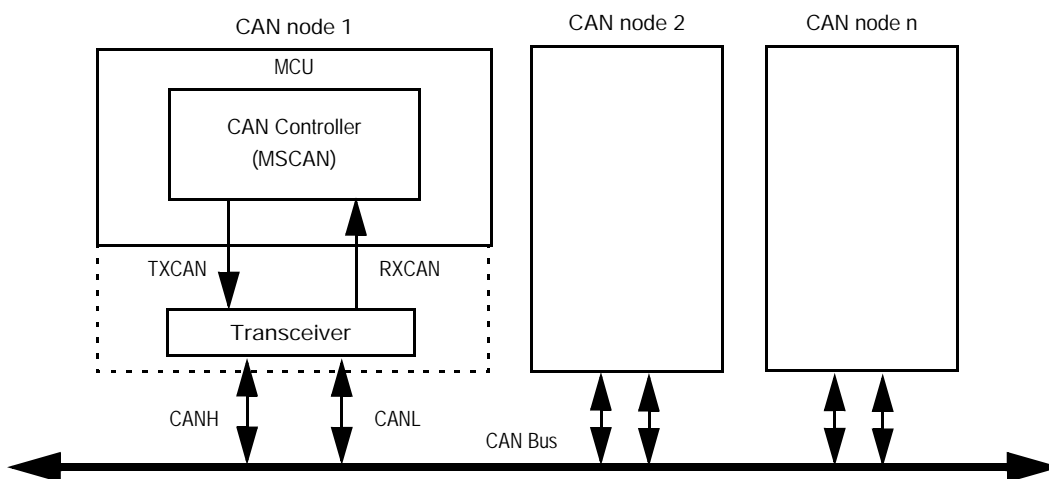 CAN node 1
CAN node 2
CAN node n
MCU
CAN Controller
(MSCAN)
TXCAN
RXCAN
Transceiver
CANH
CANL
CAN Bus